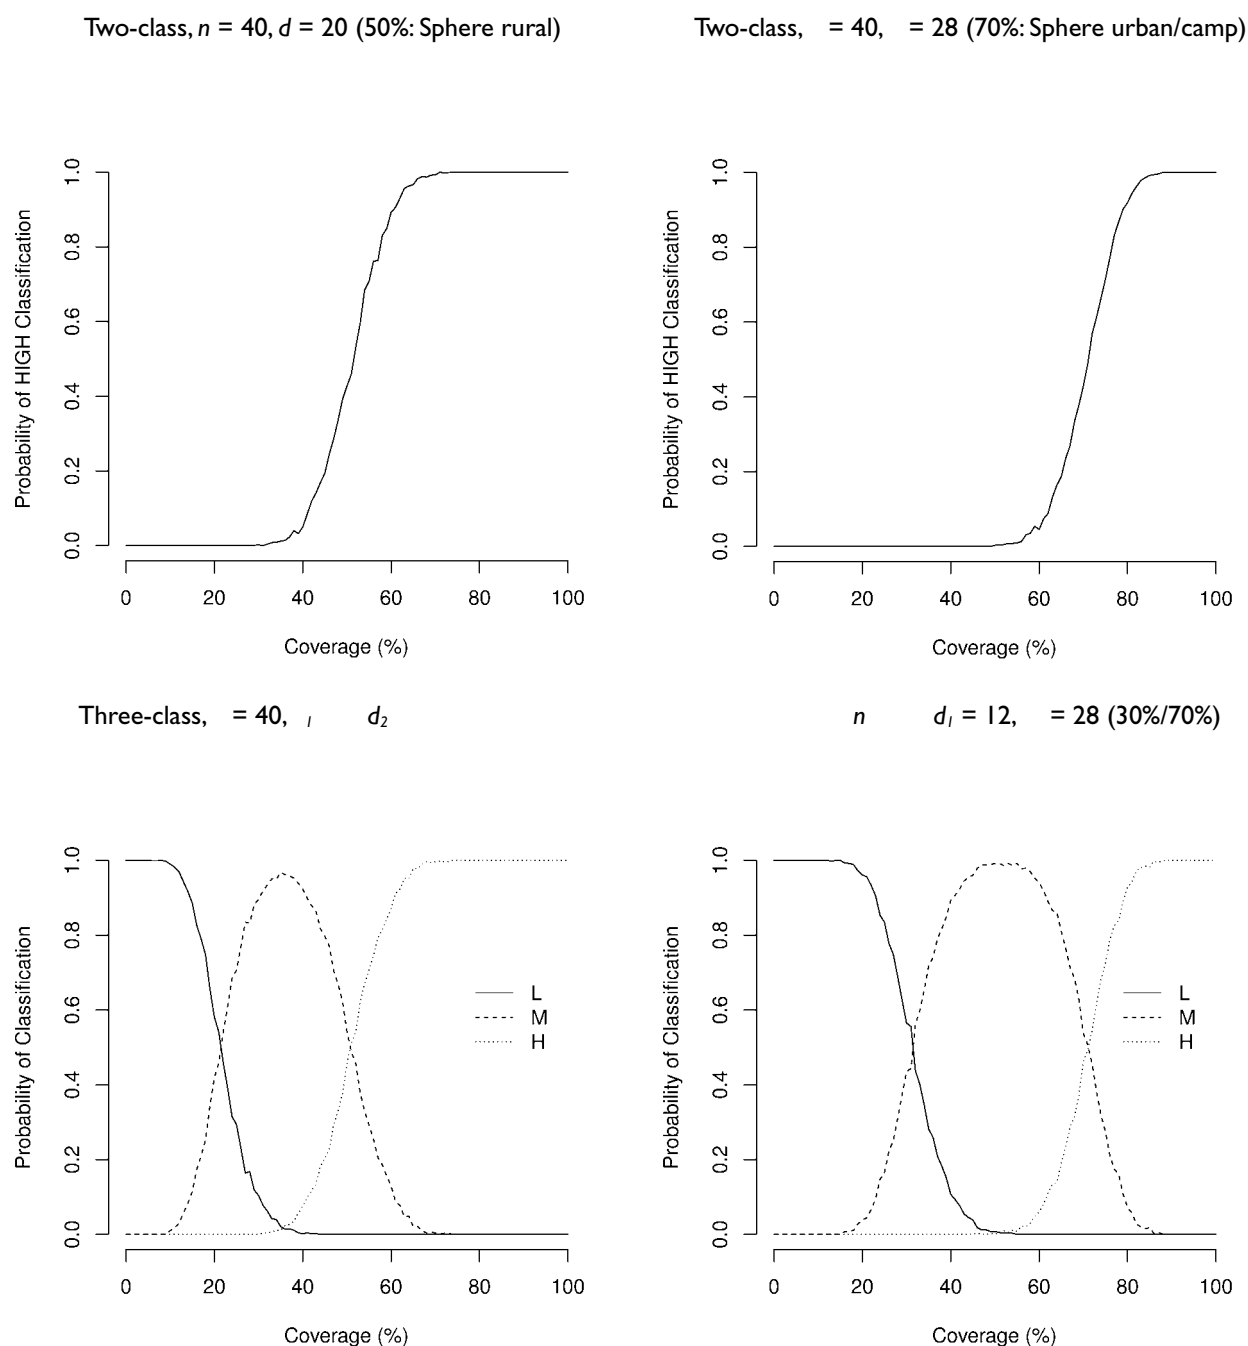 Two-class, n = 40, d = 20 (50%: Sphere rural)
Two-class, = 40, = 28 (70%: Sphere urban/camp)
Probability of HIGH Classification
0.0 0.2 0.4 0.6 0.8 1.0
0 20 40 60 80 100
Coverage (%)
Probability of HIGH Classification
0.0 0.2 0.4 0.6 0.8 1.0
0 20 40 60 80 100
Coverage (%)
Three-class, = 40, 1 d2
n d1 = 12, = 28 (30%/70%)
Probability of Classification
0.0 0.2 0.4 0.6 0.8 1.0
L
M
H
0 20 40 60 80 100
Coverage (%)
Probability of Classification
0.0 0.2 0.4 0.6 0.8 1.0
L
M
H
0 20 40 60 80 100
Coverage (%)